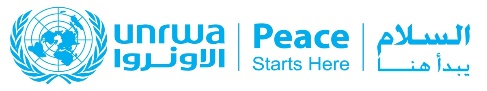 unrwa
الاونروا
Peace
Starts Here
السلام
يبدأ هنا